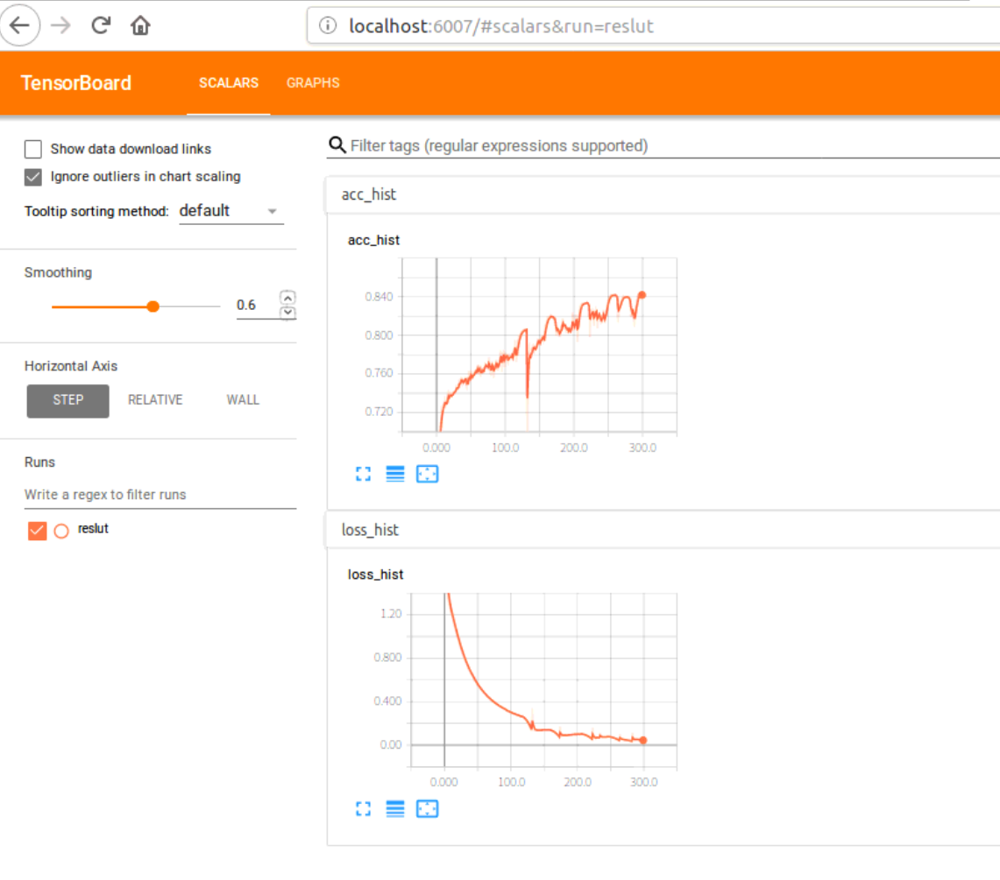 localhost:6007/#scalars&run=reslut
TensorBoard SCALARS GRAPHS
Show data download links
Ignore outliers in chart scaling
Tooltip sorting method: default
Smoothing
0.6
Horizontal Axis
STEP RELATIVE WALL
Runs
Write a regex to filter runs
reslut
Filter tags (regular expressions supported)
acc_hist
acc_hist
0.840
0.800
0.760
0.720
0.000 100.0 200.0 300.0
loss_hist
loss_hist
1.20
0.800
0.400
0.00
0.000 100.0 200.0 300.0